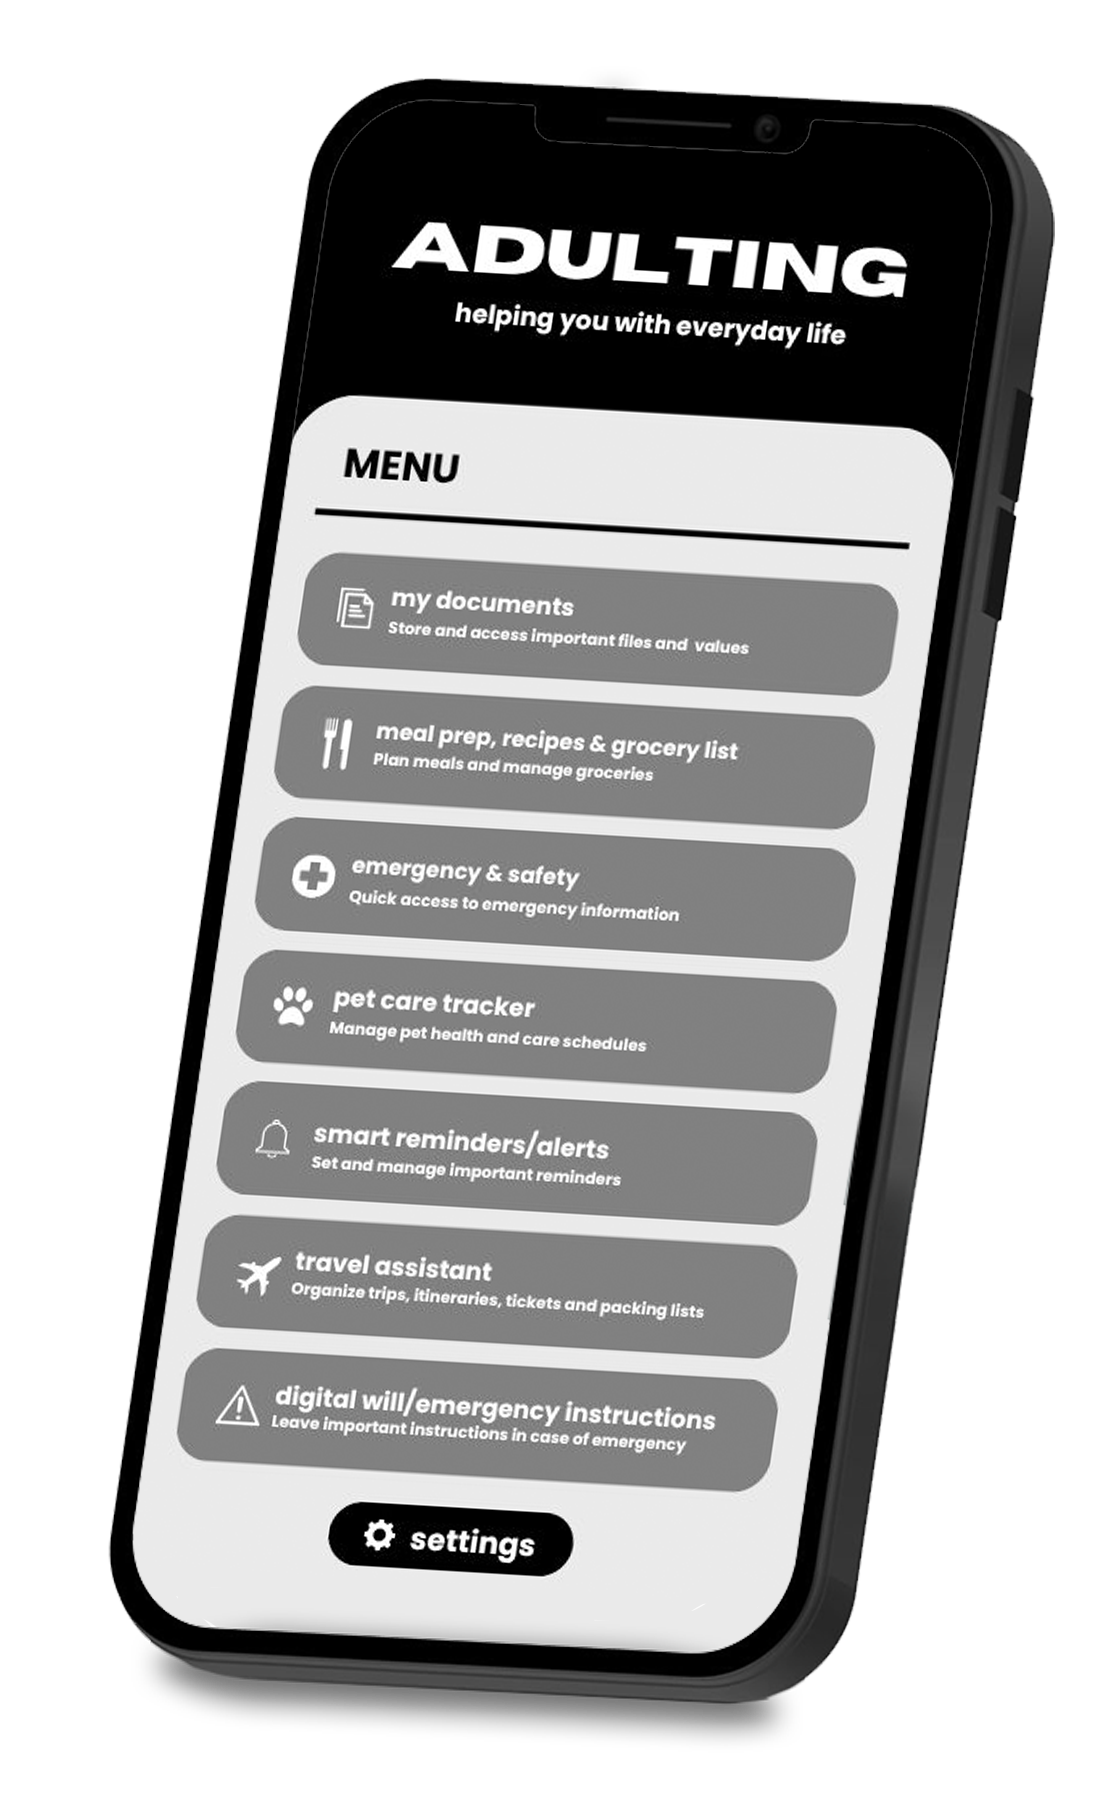 ADULTING
helping you with everyday life
MENU
my documents
Store and access important files and values
meal prep, recipes & grocery list
Plan meals and manage groceries
emergency & safety
Quick access to emergency information
pet care tracker
Manage pet health and care schedules
smart reminders/alerts
Set and manage important reminders
travel assistant
Organize trips, itineraries, tickets and packing lists
digital will/emergency instructions
Leave important instructions in case of emergency
settings